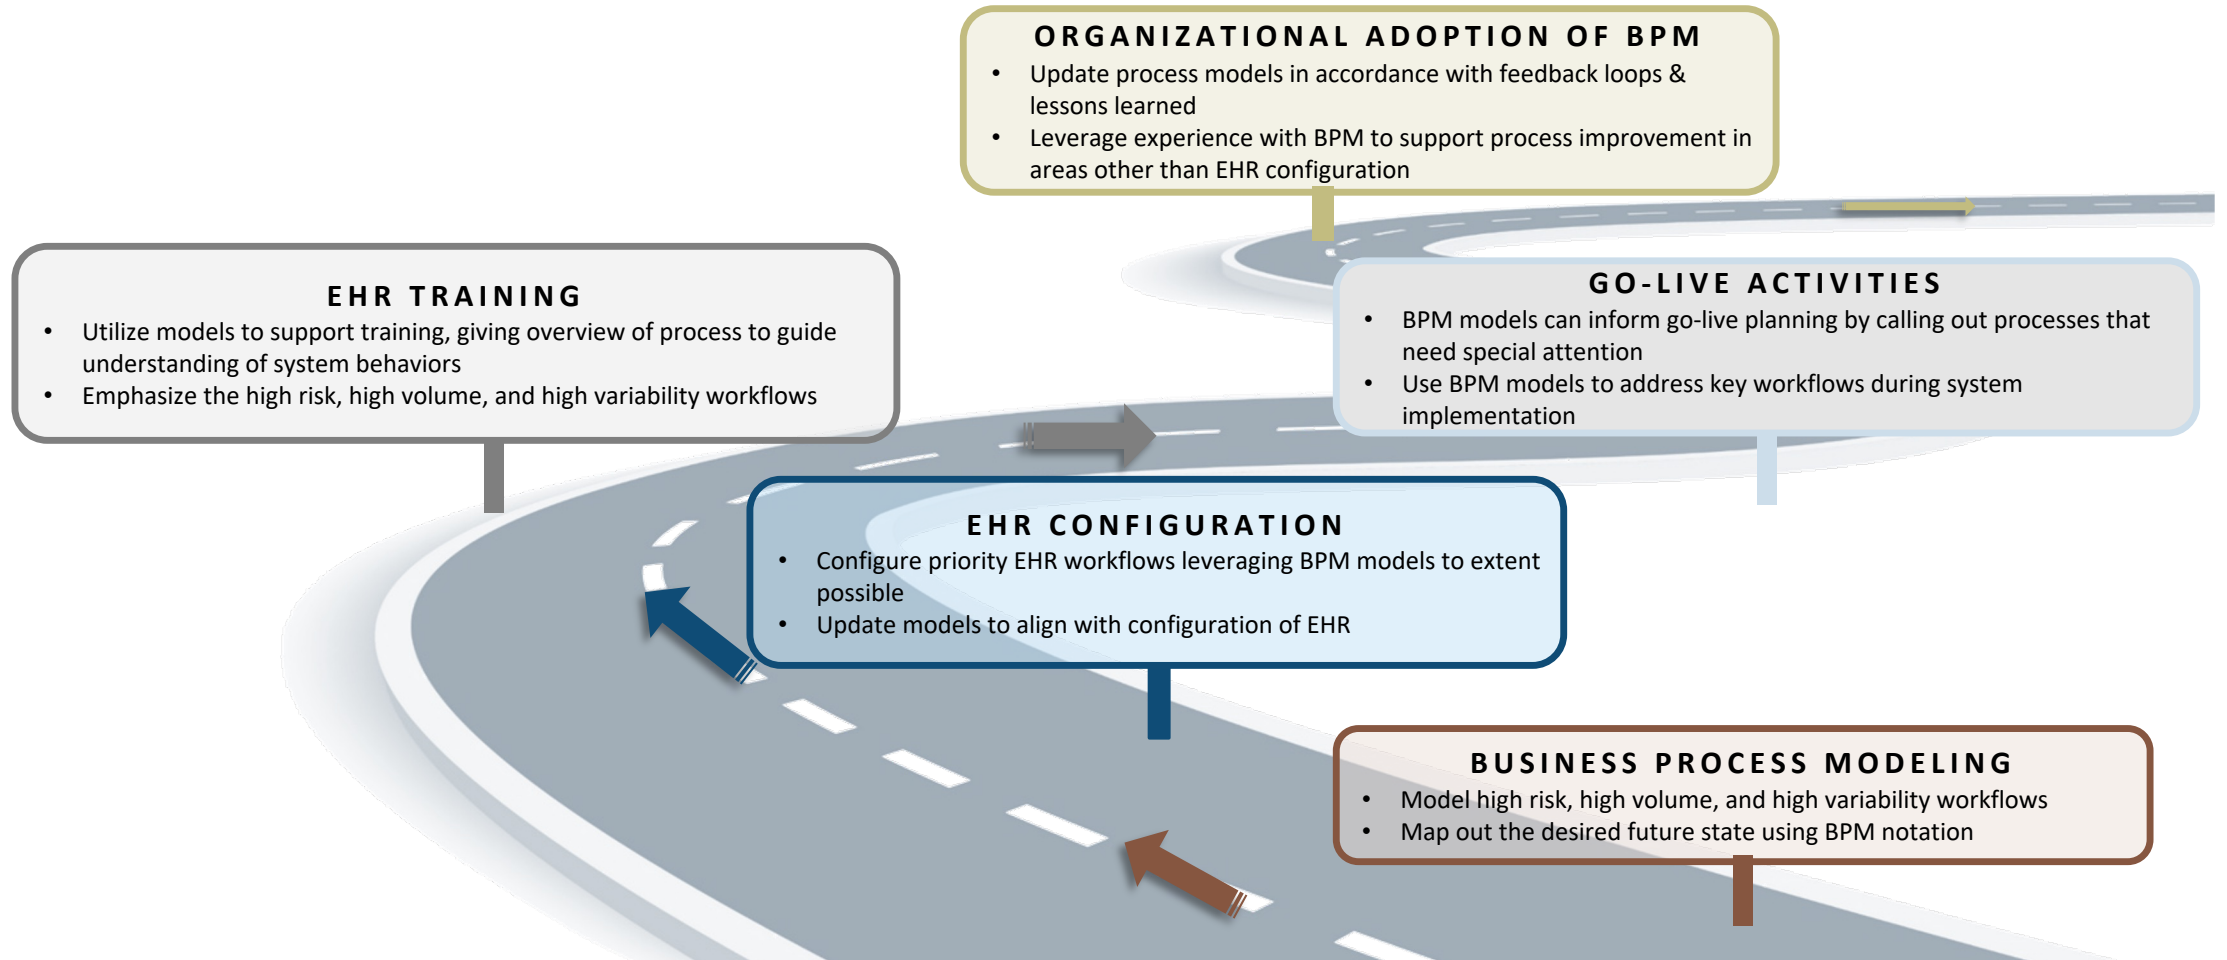 ORGANIZATIONAL ADOPTION OF BPM
• Update process models in accordance with feedback loops &
lessons learned
• Leverage experience with BPM to support process improvement in
areas other than EHR configuration
EHR TRAINING
• Utilize models to support training, giving overview of process to guide
understanding of system behaviors
• Emphasize the high risk, high volume, and high variability workflows
GO-LIVE ACTIVITIES
• BPM models can inform go-live planning by calling out processes that
need special attention
• Use BPM models to address key workflows during system
implementation
EHR CONFIGURATION
• Configure priority EHR workflows leveraging BPM models to extent
possible
• Update models to align with configuration of EHR
BUSINESS PROCESS MODELING
• Model high risk, high volume, and high variability workflows
• Map out the desired future state using BPM notation